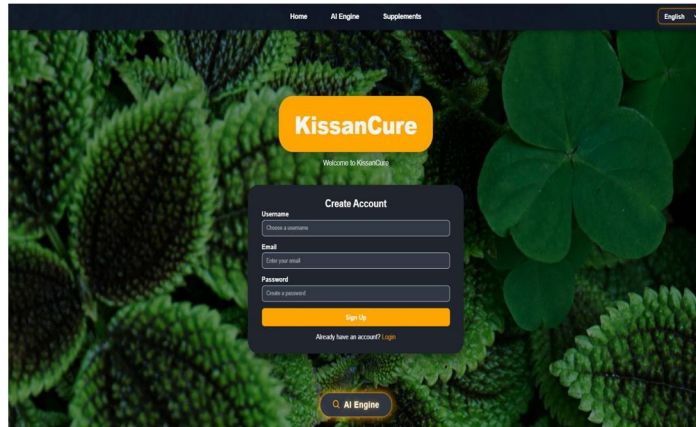 Home AI Engine Supplements English
KissanCure
Welcome to KissanCure
Create Account
Username
Choose a username
Email
Enter your email
Password
Create a password
Sign Up
Already have an account? Login
AI Engine